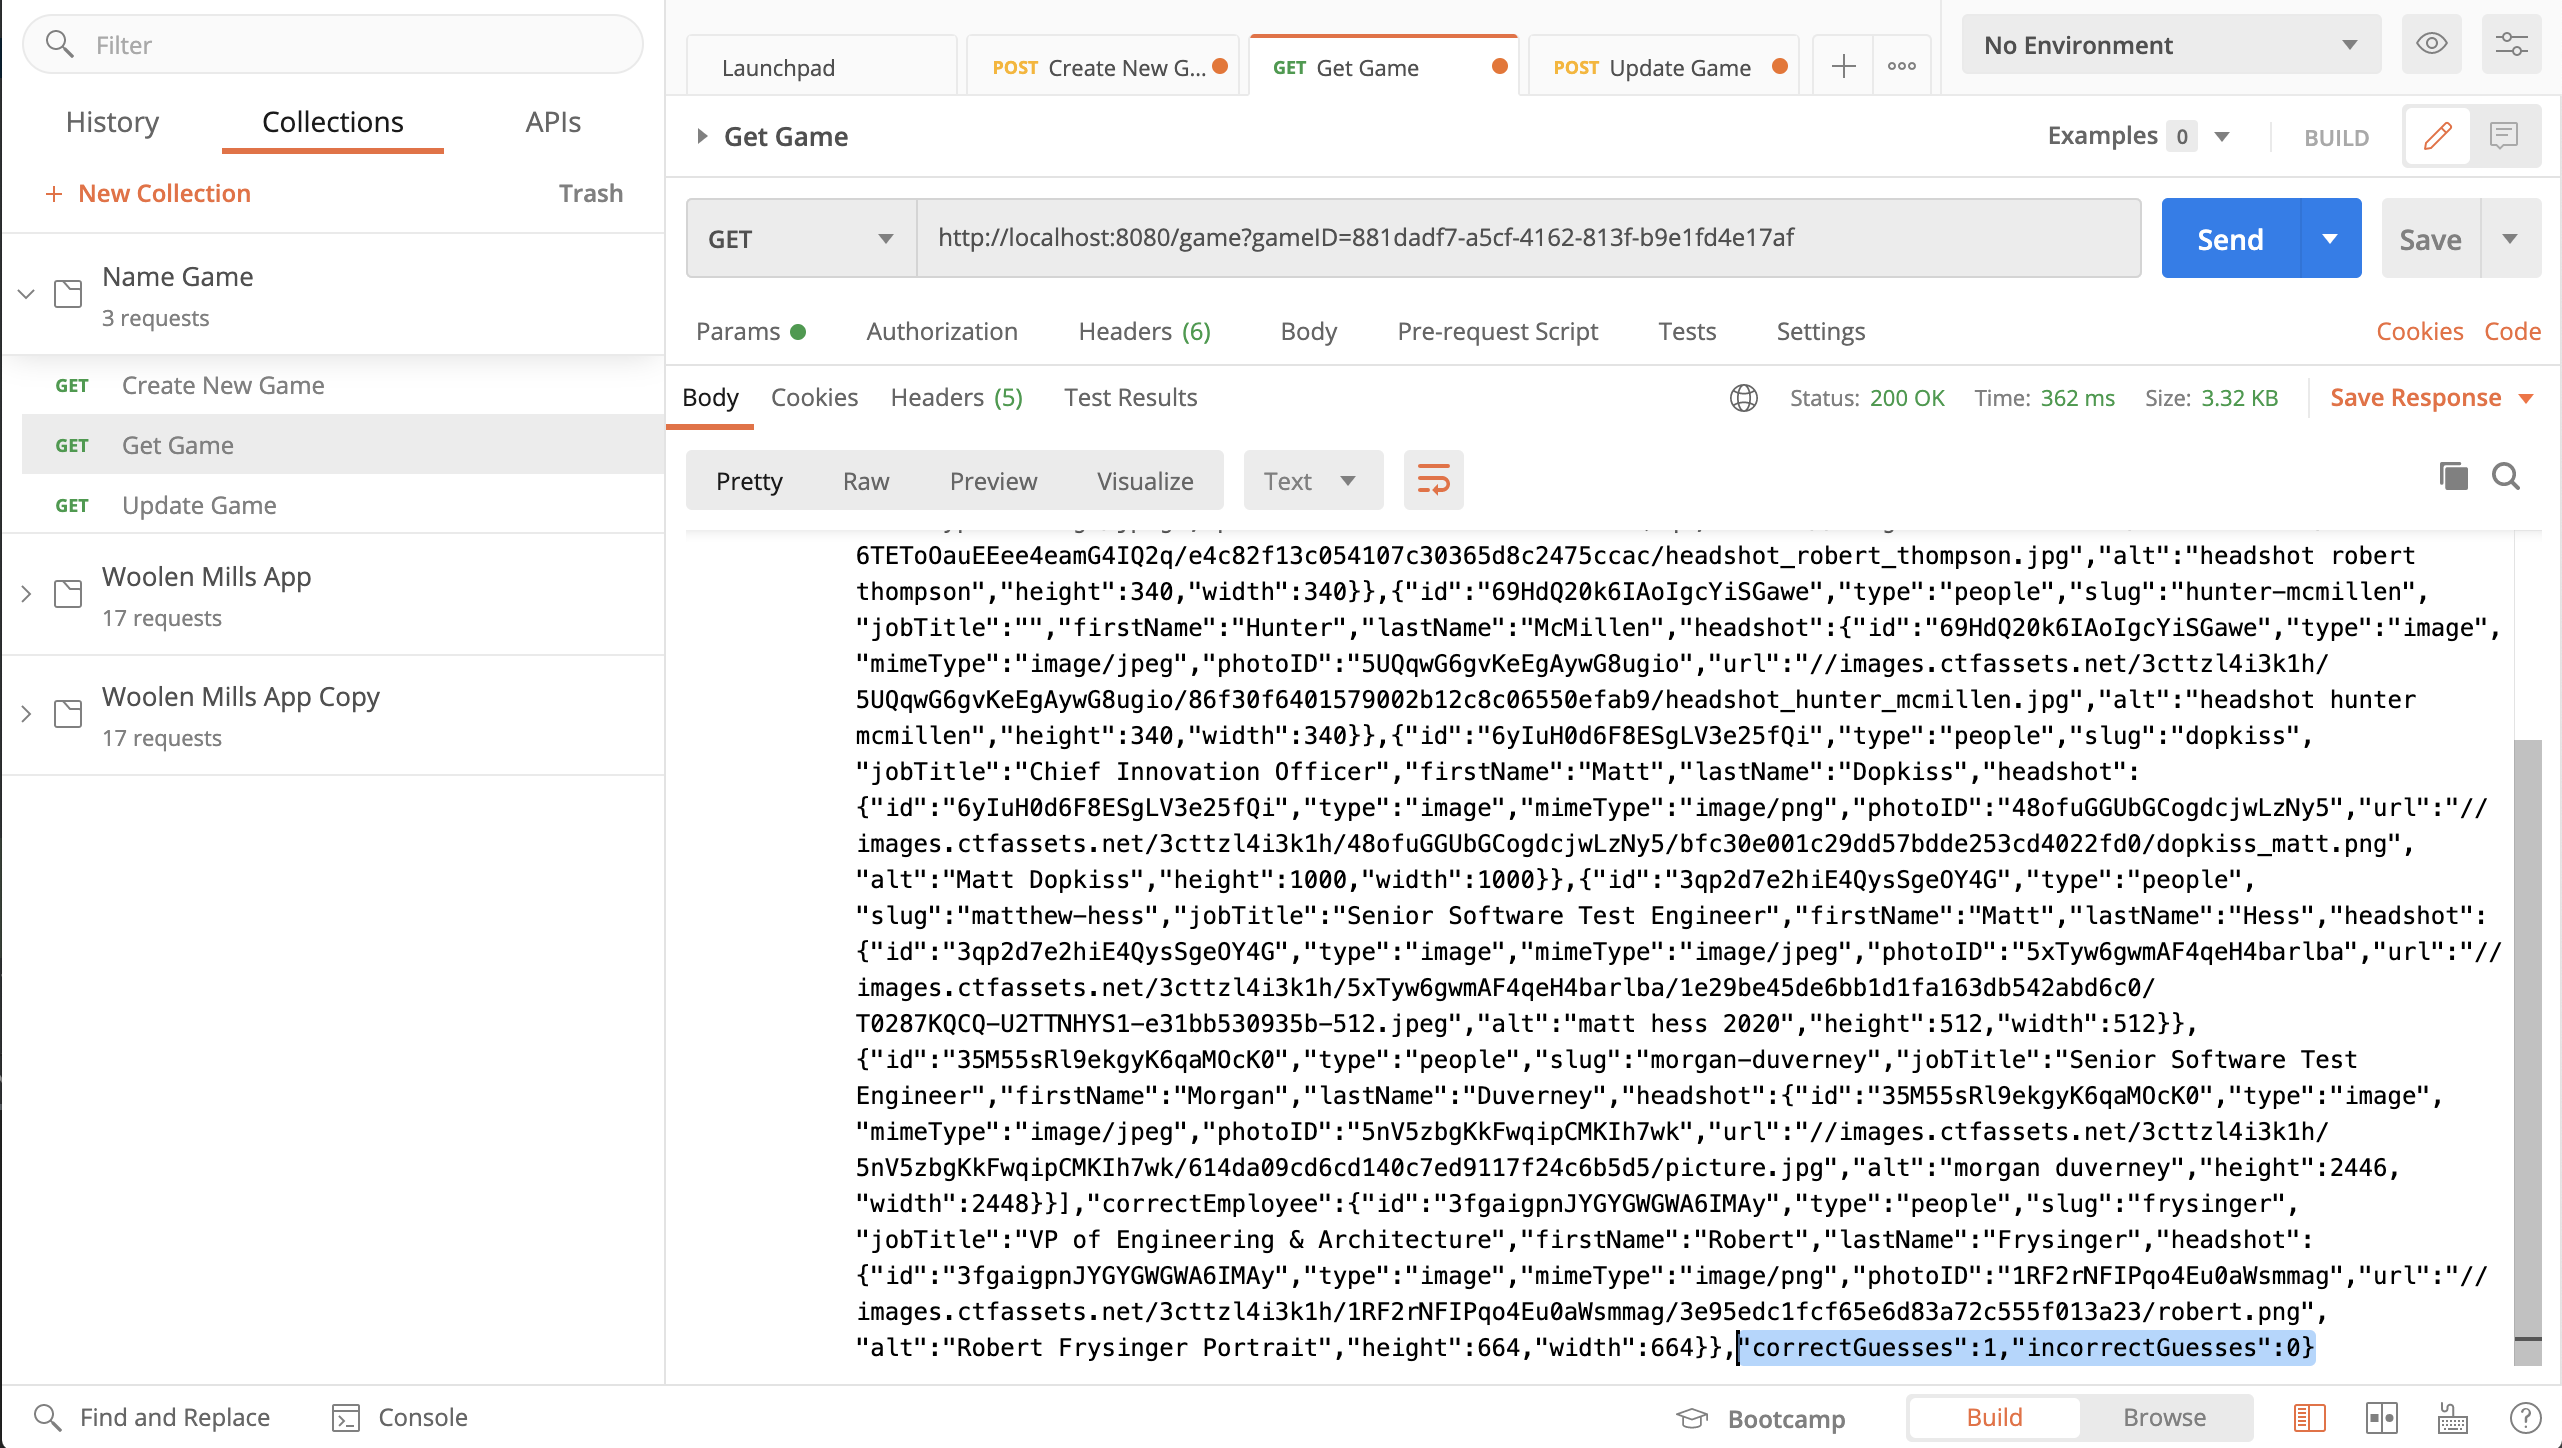 Filter
History Collections APIs
+ New Collection Trash
Name Game
3 requests
GET Create New Game
GET Get Game
GET Update Game
Woolen Mills App
17 requests
Woolen Mills App Copy
17 requests
Launchpad POST Create New G... GET Get Game POST Update Game No Environment
Get Game Examples 0 BUILD
GET http://localhost:8080/game?gameID=881dadf7-a5cf-4162-813f-b9e1fd4e17af Send Save
Params Authorization Headers (6) Body Pre-request Script Tests Settings Cookies Code
Body Cookies Headers (5) Test Results Status: 200 OK Time: 362 ms Size: 3.32 KB Save Response
Pretty Raw Preview Visualize Text
6TEToOauEEee4eamG4IQ2q/e4c82f13c054107c30365d8c2475ccac/headshot_robert_thompson.jpg","alt":"headshot robert
thompson","height":340,"width":340}},{"id":"69HdQ20k6IAoIgcYiSGawe","type":"people","slug":"hunter-mcmillen",
"jobTitle":"","firstName":"Hunter","lastName":"McMillen","headshot":{"id":"69HdQ20k6IAoIgcYiSGawe","type":"image",
"mimeType":"image/jpeg","photoID":"5UQqwG6gvKeEgAywG8ugio","url":"//images.ctfassets.net/3cttzl4i3k1h/
5UQqwG6gvKeEgAywG8ugio/86f30f6401579002b12c8c06550efab9/headshot_hunter_mcmillen.jpg","alt":"headshot hunter
mcmillen","height":340,"width":340}},{"id":"6yIuH0d6F8ESgLV3e25fQi","type":"people","slug":"dopkiss",
"jobTitle":"Chief Innovation Officer","firstName":"Matt","lastName":"Dopkiss","headshot":
{"id":"6yIuH0d6F8ESgLV3e25fQi","type":"image","mimeType":"image/png","photoID":"48ofuGGUbGCogdcjwLzNy5","url":"//
images.ctfassets.net/3cttzl4i3k1h/48ofuGGUbGCogdcjwLzNy5/bfc30e001c29dd57bdde253cd4022fd0/dopkiss_matt.png",
"alt":"Matt Dopkiss","height":1000,"width":1000}},{"id":"3qp2d7e2hiE4QysSgeOY4G","type":"people",
"slug":"matthew-hess","jobTitle":"Senior Software Test Engineer","firstName":"Matt","lastName":"Hess","headshot":
{"id":"3qp2d7e2hiE4QysSgeOY4G","type":"image","mimeType":"image/jpeg","photoID":"5xTyw6gwmAF4qeH4barlba","url":"//
images.ctfassets.net/3cttzl4i3k1h/5xTyw6gwmAF4qeH4barlba/1e29be45de6bb1d1fa163db542abd6c0/
T0287KQCQ-U2TTNHYS1-e31bb530935b-512.jpeg","alt":"matt hess 2020","height":512,"width":512}},
{"id":"35M55sRl9ekgyK6qaMOcK0","type":"people","slug":"morgan-duverney","jobTitle":"Senior Software Test
Engineer","firstName":"Morgan","lastName":"Duverney","headshot":{"id":"35M55sRl9ekgyK6qaMOcK0","type":"image",
"mimeType":"image/jpeg","photoID":"5nV5zbgKkFwqipCMKIh7wk","url":"//images.ctfassets.net/3cttzl4i3k1h/
5nV5zbgKkFwqipCMKIh7wk/614da09cd6cd140c7ed9117f24c6b5d5/picture.jpg","alt":"morgan duverney","height":2446,
"width":2448}}],"correctEmployee":{"id":"3fgaigpnJYGYGWGWA6IMAy","type":"people","slug":"frysinger",
"jobTitle":"VP of Engineering & Architecture","firstName":"Robert","lastName":"Frysinger","headshot":
{"id":"3fgaigpnJYGYGWGWA6IMAy","type":"image","mimeType":"image/png","photoID":"1RF2rNFIPqo4Eu0aWsmmag","url":"//
images.ctfassets.net/3cttzl4i3k1h/1RF2rNFIPqo4Eu0aWsmmag/3e95edc1fcf65e6d83a72c555f013a23/robert.png",
"alt":"Robert Frysinger Portrait","height":664,"width":664}},"correctGuesses":1,"incorrectGuesses":0}
Find and Replace Console Bootcamp Build Browse